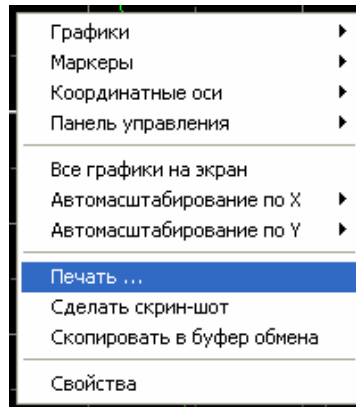 Графики
Маркеры
Координатные оси
Панель управления
Все графики на экран
Автомасштабирование по X
Автомасштабирование по Y
Печать ...
Сделать скрин-шот
Скопировать в буфер обмена
Свойства